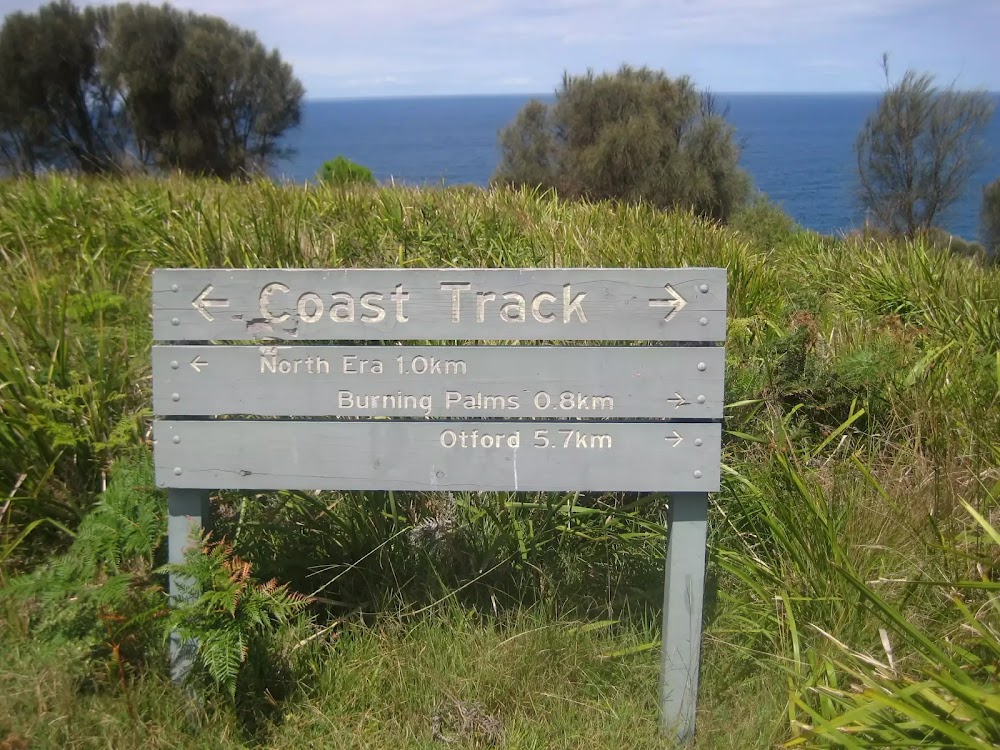 ← Coast Track →
← North Era 1.0km
Burning Palms 0.8km →
Otford 5.7km →